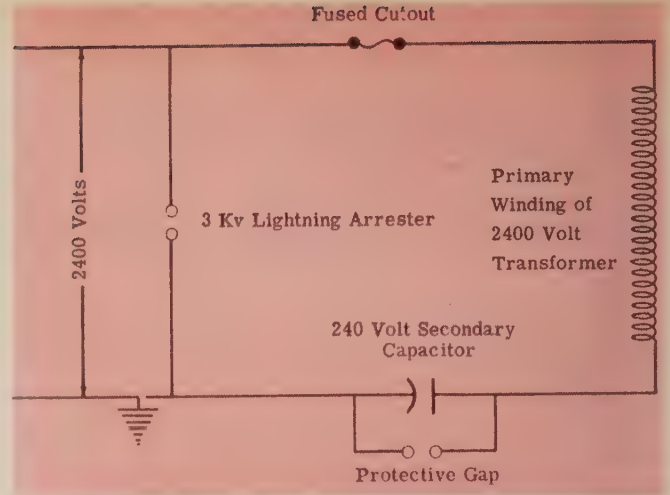 Fused Cutout
2400 Volts
3 Kv Lightning Arrester
Primary
Winding of
2400 Volt
Transformer
240 Volt Secondary
Capacitor
Protective Gap